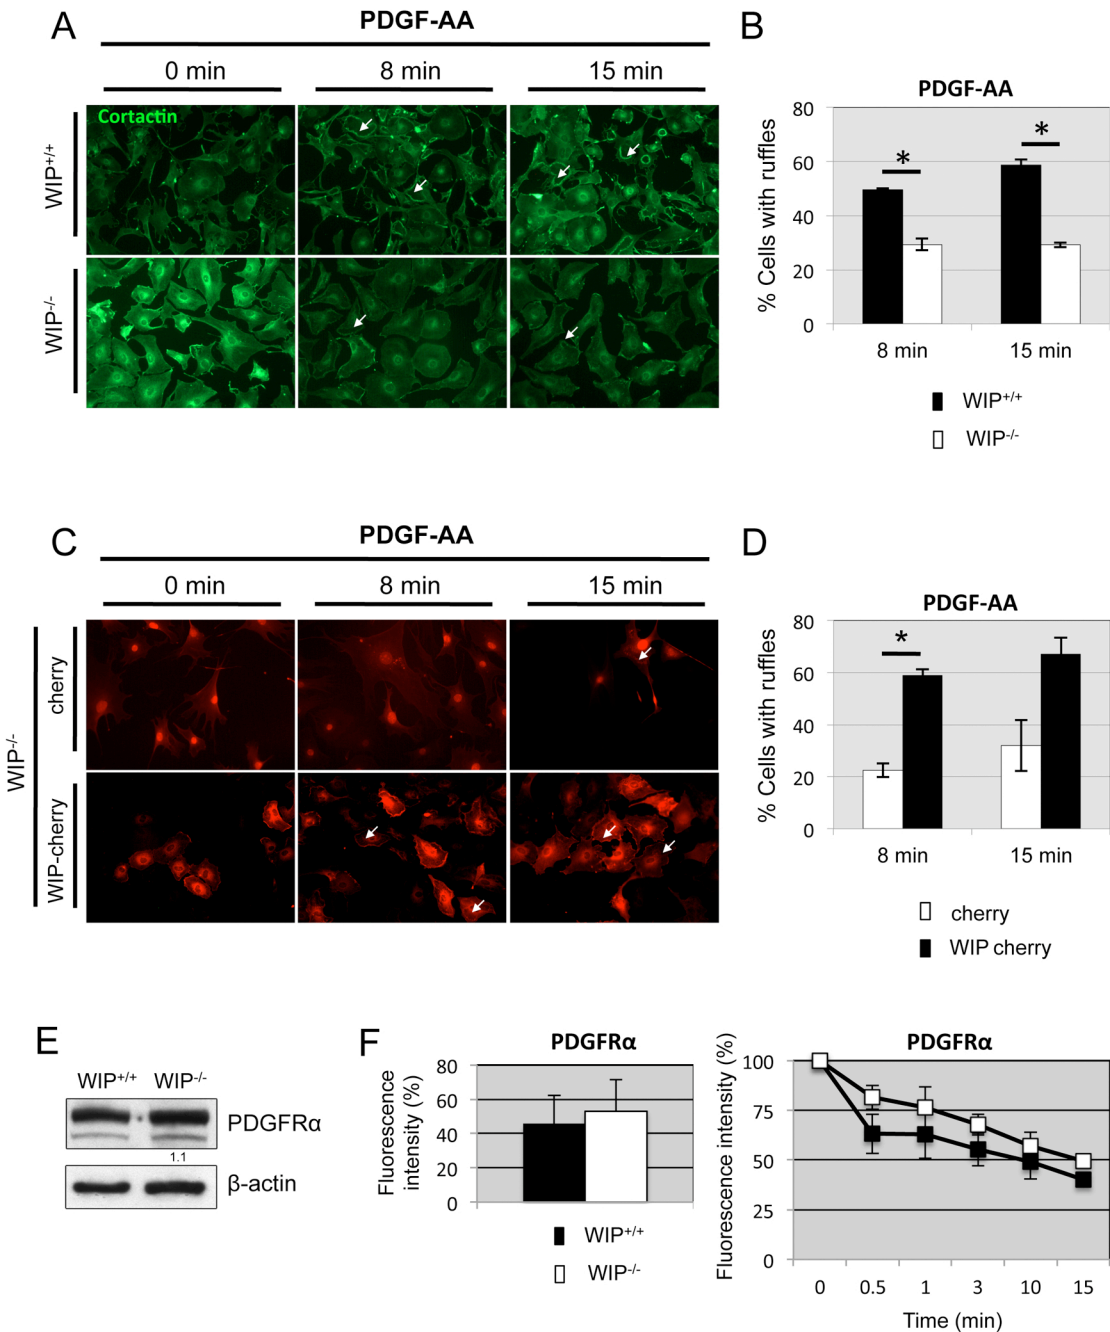 A
PDGF-AA
0 min 8 min 15 min
Cortactin
WIP+/+
WIP-/-
B
PDGF-AA
% Cells with ruffles
80
60
40
20
0
*
*
8 min 15 min
WIP+/+
WIP-/-
C
PDGF-AA
0 min 8 min 15 min
WIP-/-
cherry
WIP-cherry
D
PDGF-AA
% Cells with ruffles
80
60
40
20
0
*
8 min 15 min
cherry
WIP cherry
E
WIP+/+ WIP-/-
PDGFRα
1.1
β-actin
F
PDGFRα
Fluorescence
intensity (%)
80
60
40
20
0
WIP+/+
WIP-/-
PDGFRα
Fluorescence intensity (%)
100
75
50
25
0
0 0.5 1 3 10 15
Time (min)